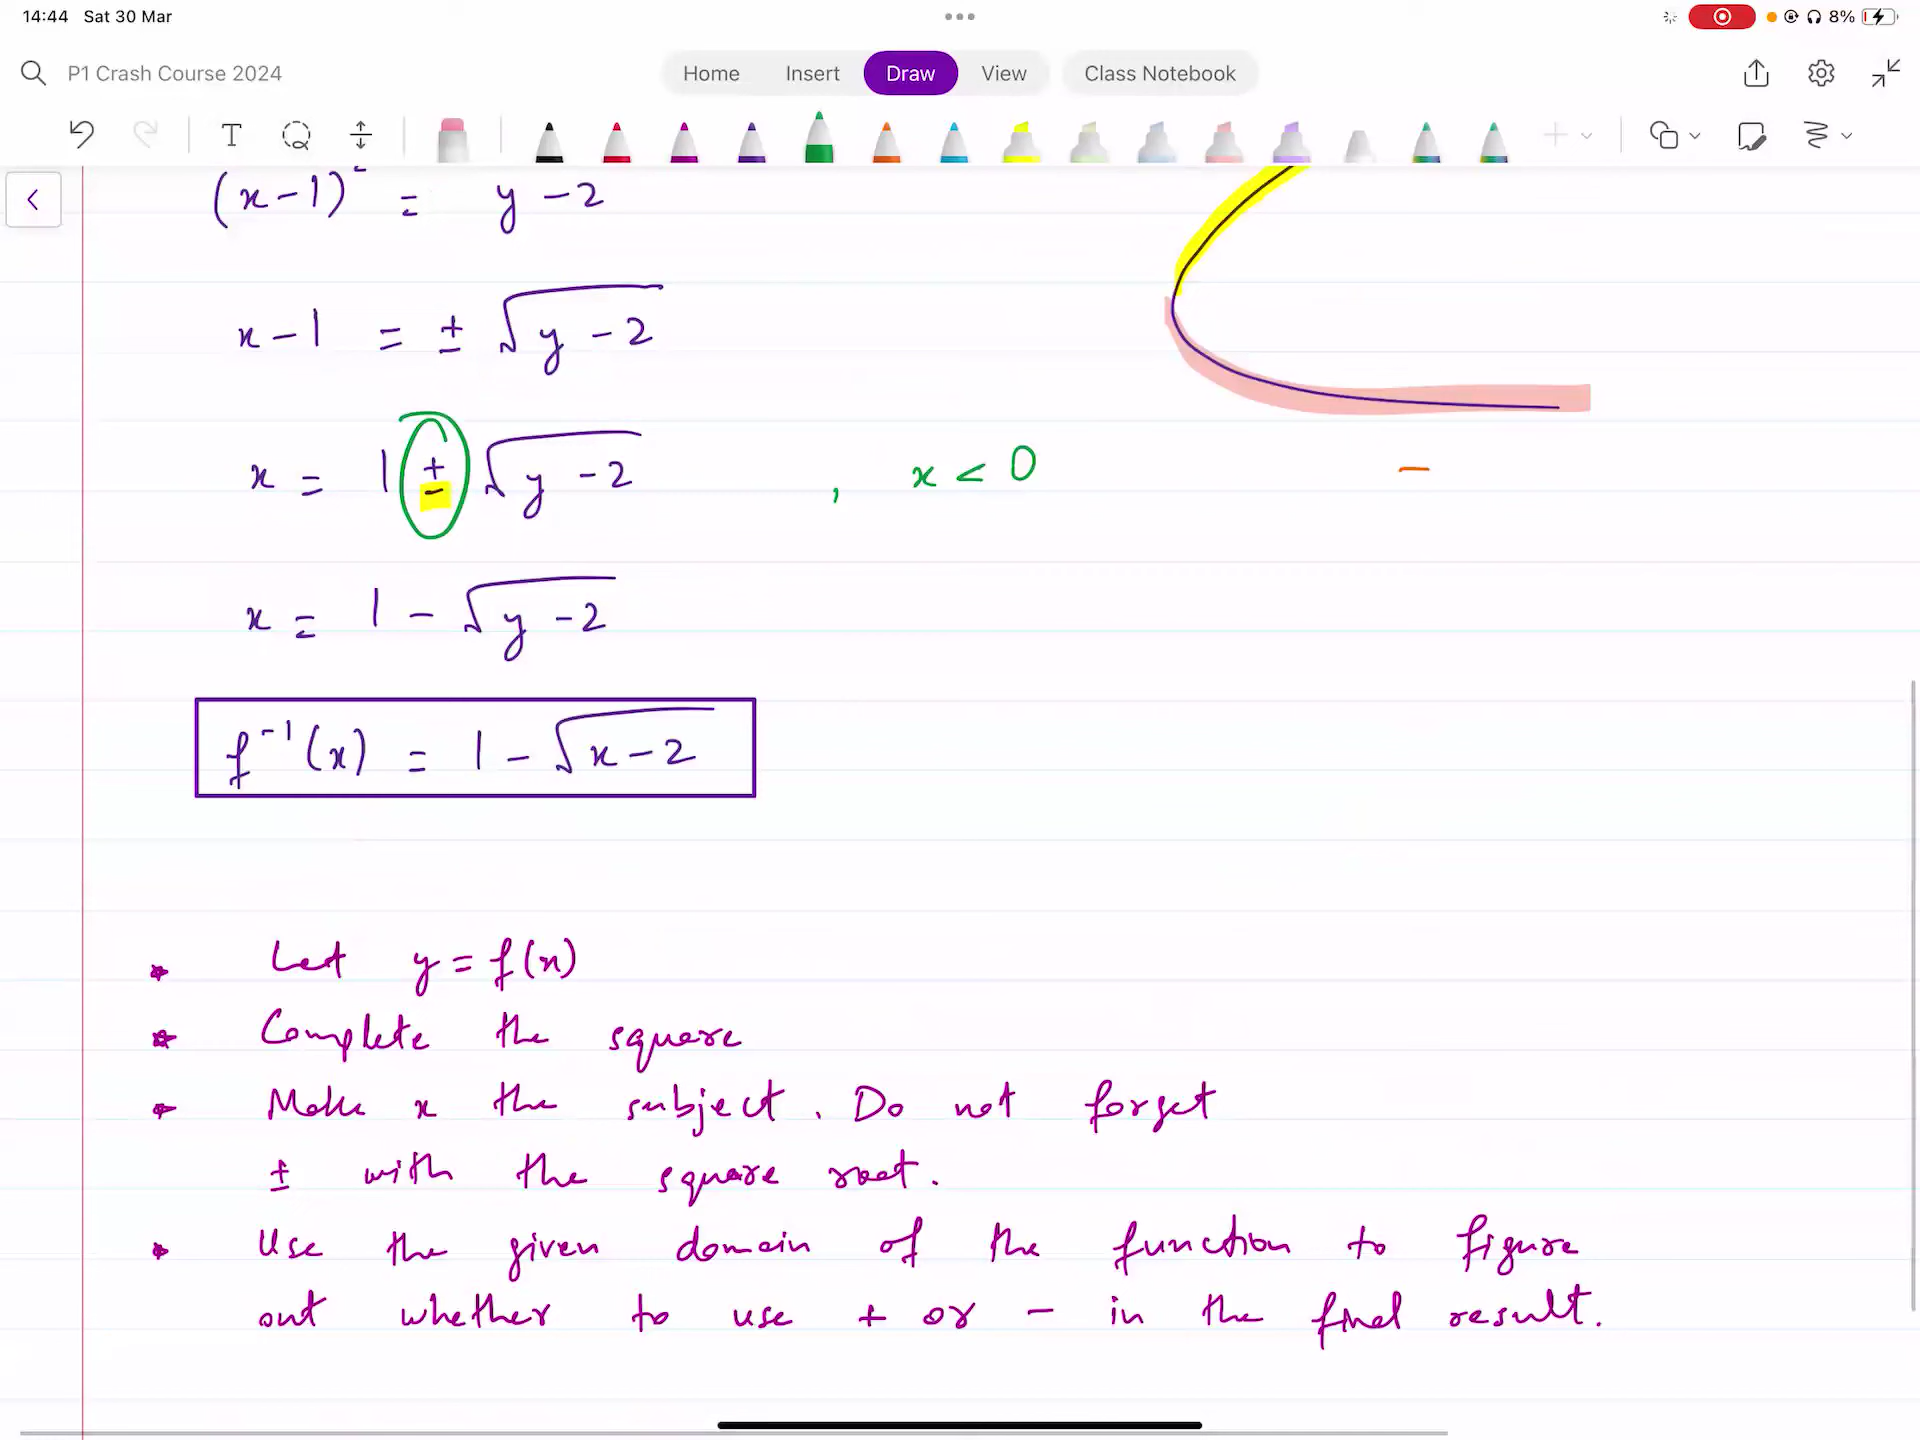 14:44 Sat 30 Mar
8%
P1 Crash Course 2024
Home Insert Draw View Class Notebook
T
(x-1)² = y-2
x-1 = ± √y-2
x = 1 ± √y-2 , x < 0
–
x = 1 - √y-2
f⁻¹(x) = 1 - √x-2
* Let y = f(x)
* Complete the square
* Make x the subject. Do not forget
± with the square root.
* Use the given domain of the function to figure
out whether to use + or - in the final result.